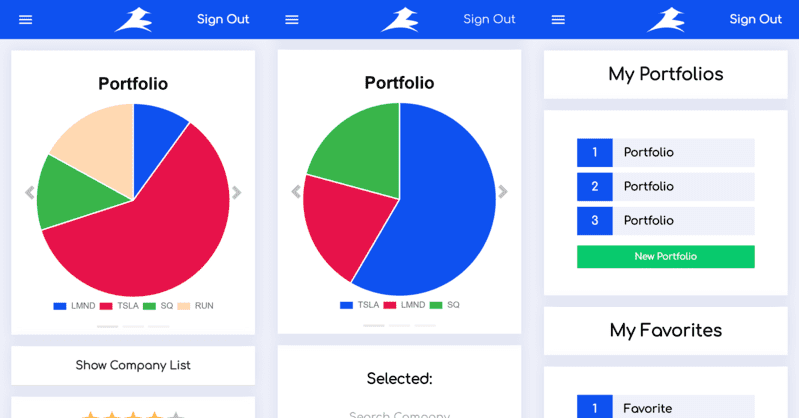 Sign Out
Portfolio
LMND TSLA SQ RUN
Show Company List
Sign Out
Portfolio
TSLA LMND SQ
Selected:
Search Company
Sign Out
My Portfolios
1 Portfolio
2 Portfolio
3 Portfolio
New Portfolio
My Favorites
1 Favorite